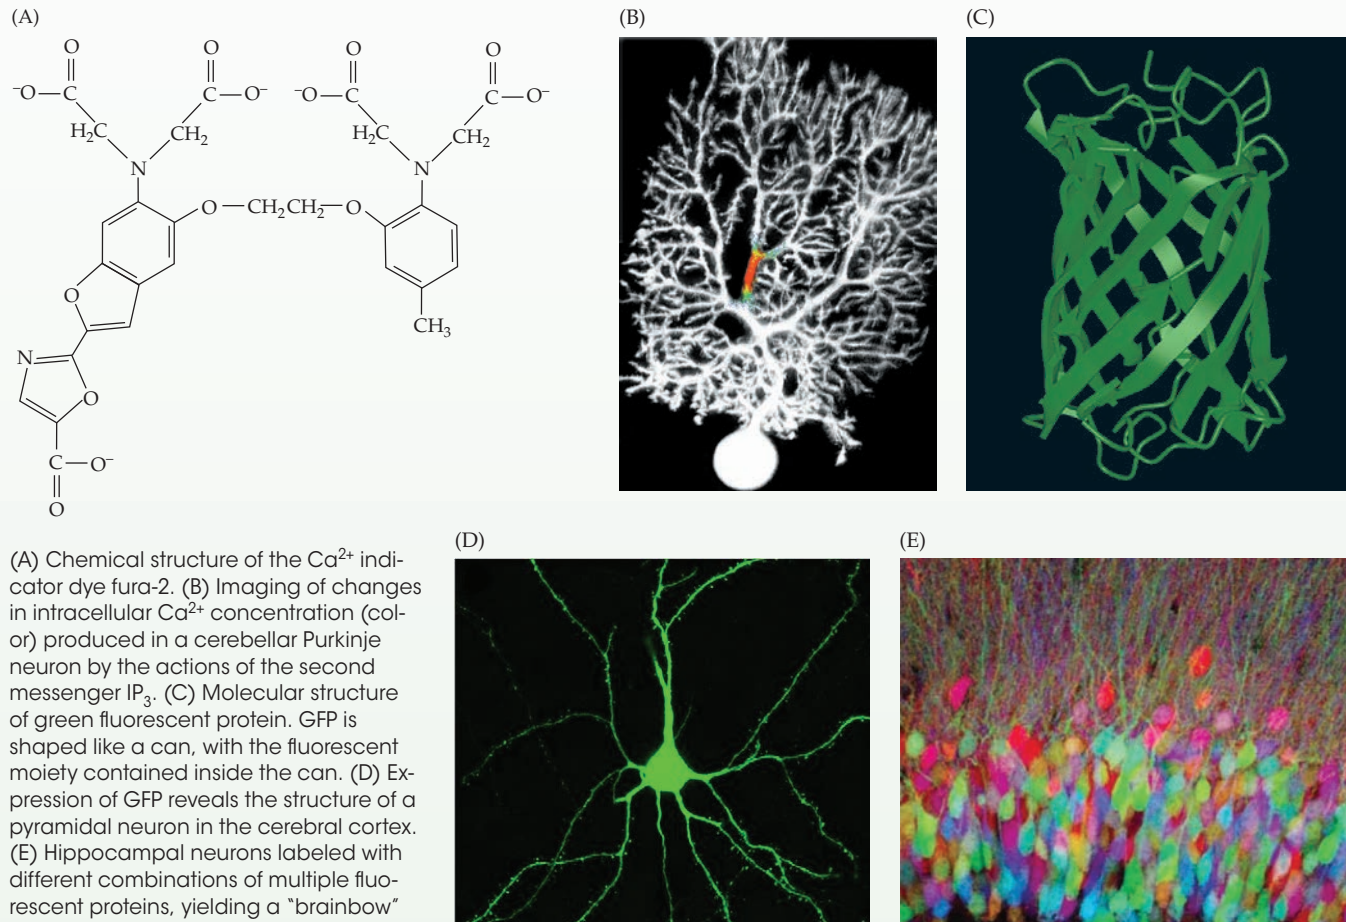 (A)
(B)
(C)
O
O
O
O
⁻O—C
C—O⁻
⁻O—C
C—O⁻
H₂C
CH₂
H₂C
CH₂
N
N
O—CH₂CH₂—O
O
CH₃
N
O
C—O⁻
O
(A) Chemical structure of the Ca²⁺ indi-
cator dye fura-2. (B) Imaging of changes
in intracellular Ca²⁺ concentration (col-
or) produced in a cerebellar Purkinje
neuron by the actions of the second
messenger IP₃. (C) Molecular structure
of green fluorescent protein. GFP is
shaped like a can, with the fluorescent
moiety contained inside the can. (D) Ex-
pression of GFP reveals the structure of a
pyramidal neuron in the cerebral cortex.
(E) Hippocampal neurons labeled with
different combinations of multiple fluo-
rescent proteins, yielding a "brainbow"
(D)
(E)